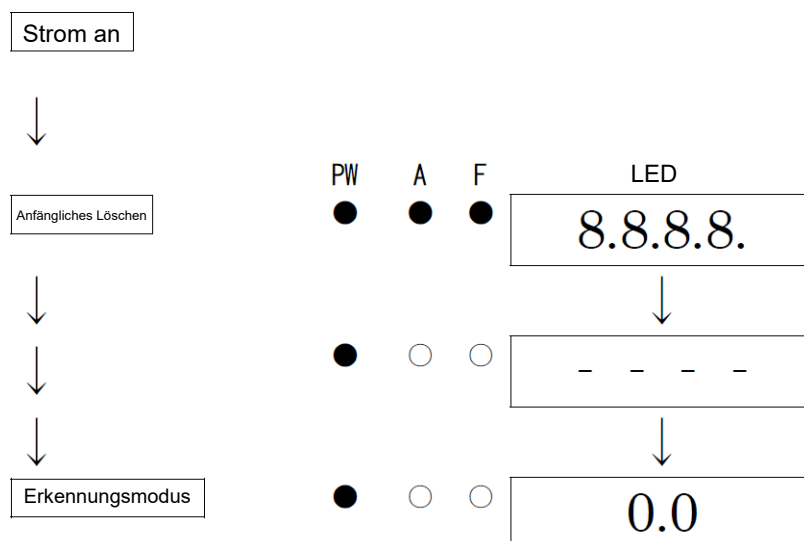 Strom an
PW A F LED
Anfängliches Löschen
8.8.8.8.
- - - -
Erkennungsmodus
0.0